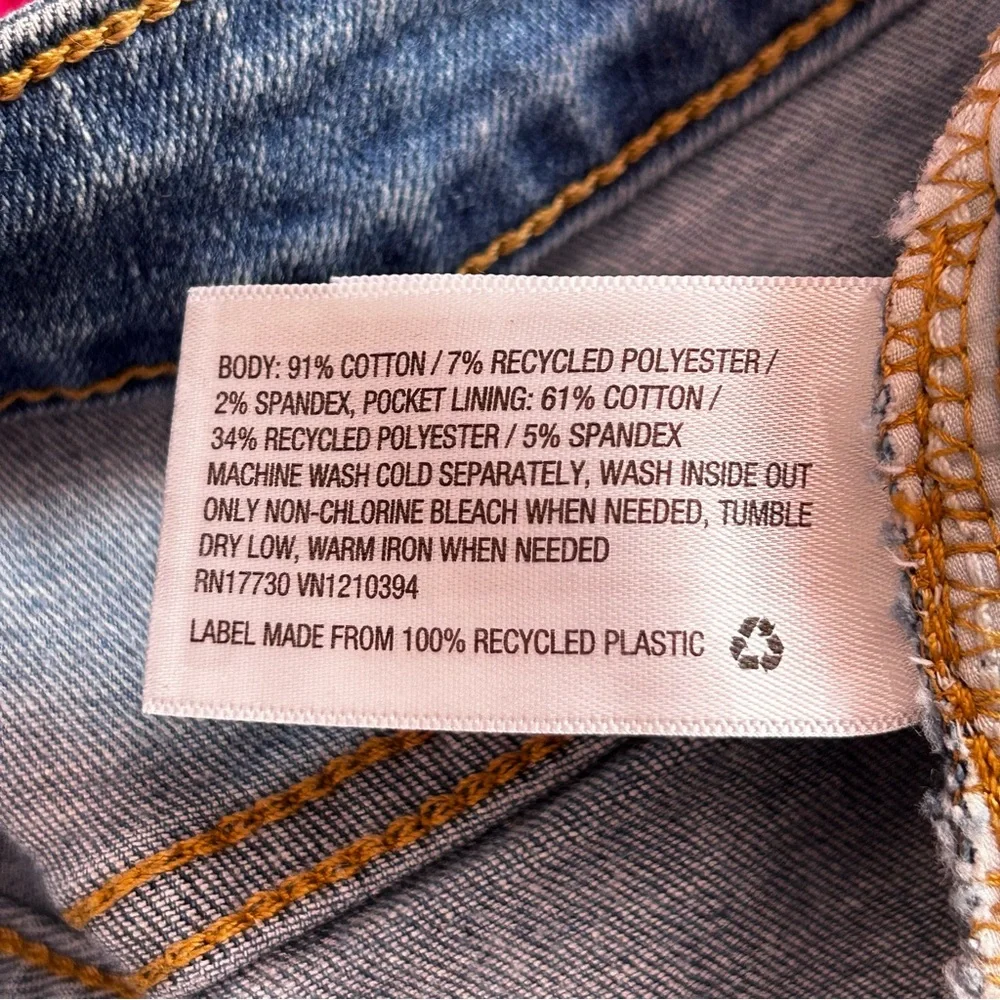 BODY: 91% COTTON / 7% RECYCLED POLYESTER /
2% SPANDEX, POCKET LINING: 61% COTTON /
34% RECYCLED POLYESTER / 5% SPANDEX
MACHINE WASH COLD SEPARATELY, WASH INSIDE OUT
ONLY NON-CHLORINE BLEACH WHEN NEEDED, TUMBLE
DRY LOW, WARM IRON WHEN NEEDED
RN17730 VN1210394
LABEL MADE FROM 100% RECYCLED PLASTIC